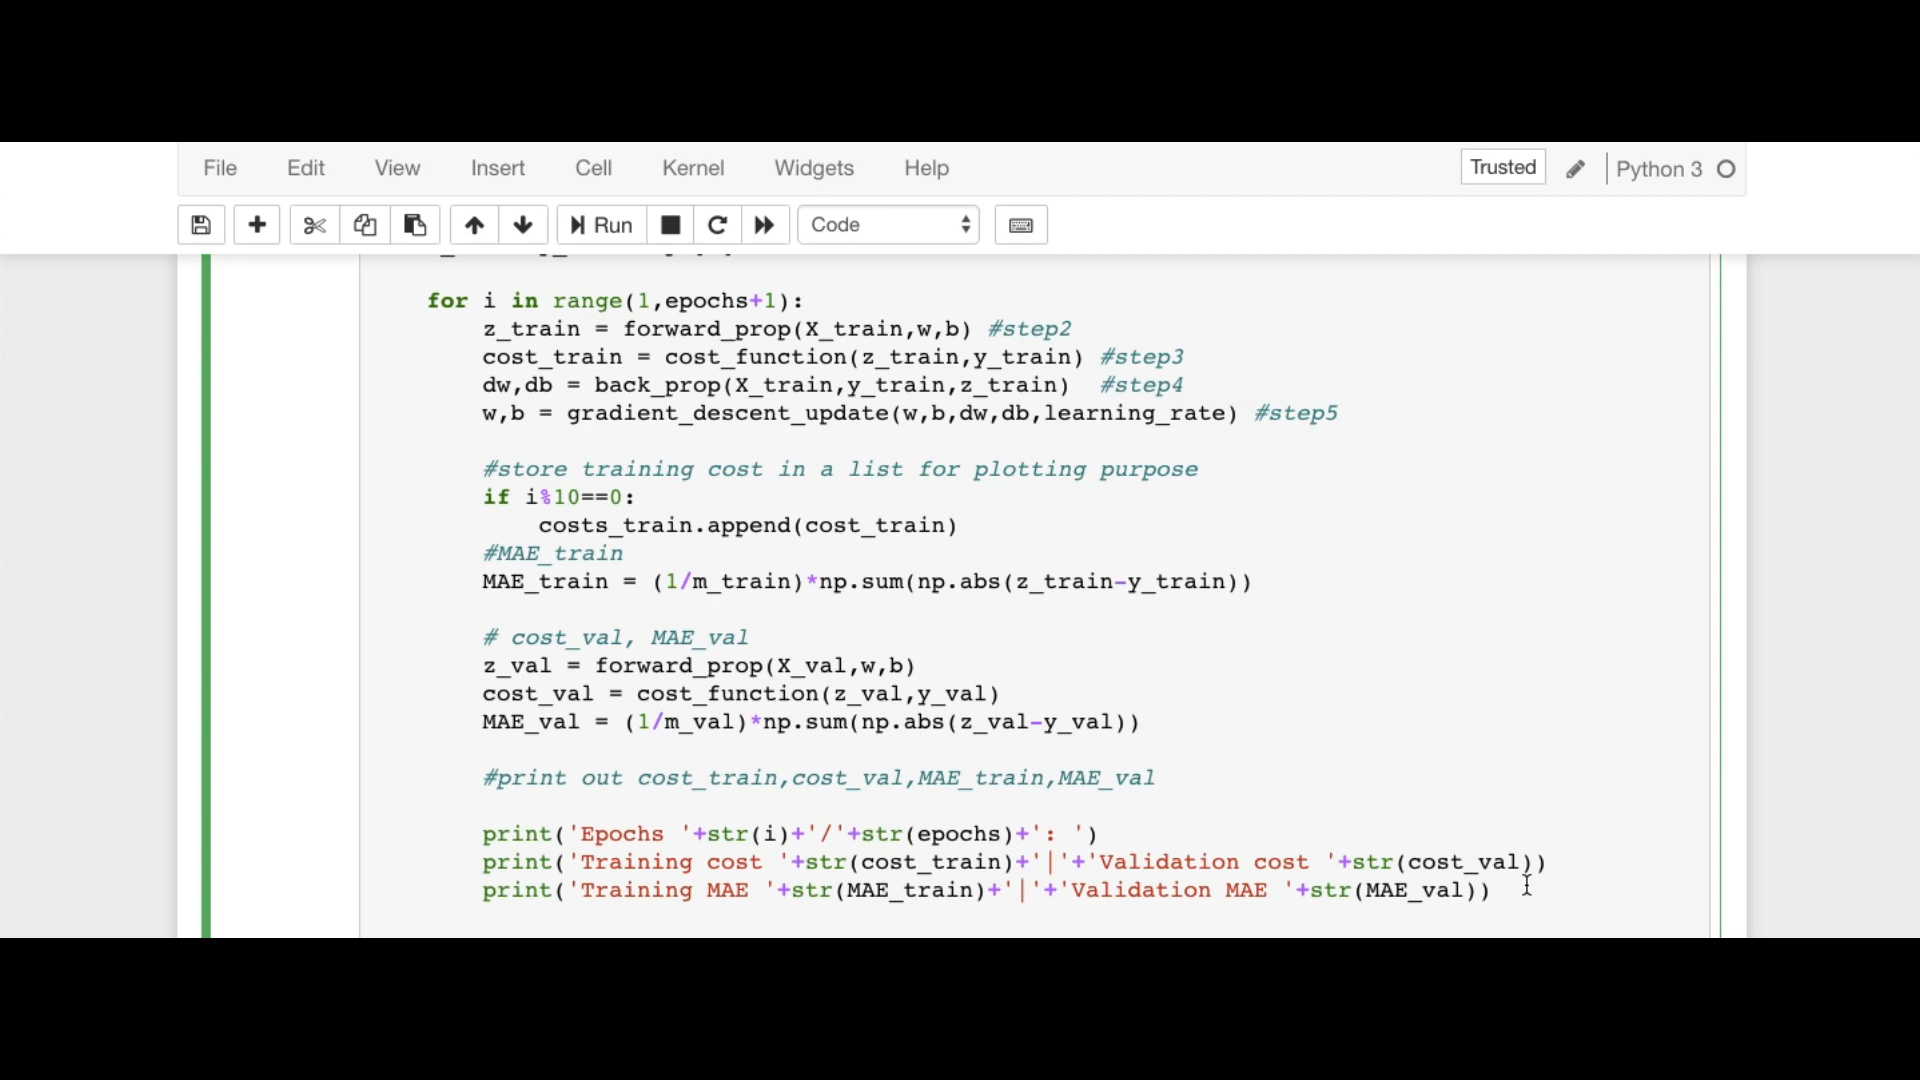 File Edit View Insert Cell Kernel Widgets Help Trusted Python 3
Run Code
for i in range(1,epochs+1):
z_train = forward_prop(X_train,w,b) #step2
cost_train = cost_function(z_train,y_train) #step3
dw,db = back_prop(X_train,y_train,z_train) #step4
w,b = gradient_descent_update(w,b,dw,db,learning_rate) #step5
#store training cost in a list for plotting purpose
if i%10==0:
costs_train.append(cost_train)
#MAE_train
MAE_train = (1/m_train)*np.sum(np.abs(z_train-y_train))
# cost_val, MAE_val
z_val = forward_prop(X_val,w,b)
cost_val = cost_function(z_val,y_val)
MAE_val = (1/m_val)*np.sum(np.abs(z_val-y_val))
#print out cost_train,cost_val,MAE_train,MAE_val
print('Epochs '+str(i)+'/'+str(epochs)+': ')
print('Training cost '+str(cost_train)+'|'+'Validation cost '+str(cost_val))
print('Training MAE '+str(MAE_train)+'|'+'Validation MAE '+str(MAE_val))